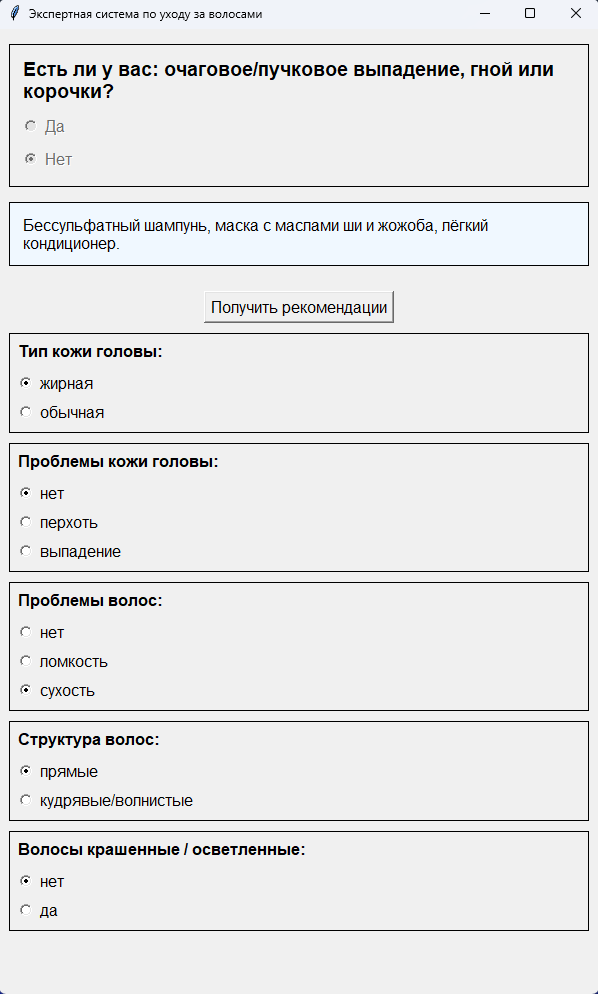 Экспертная система по уходу за волосами
Есть ли у вас: очаговое/пучковое выпадение, гной или
корочки?
Да
Нет
Бессульфатный шампунь, маска с маслами ши и жожоба, лёгкий
кондиционер.
Получить рекомендации
Тип кожи головы:
жирная
обычная
Проблемы кожи головы:
нет
перхоть
выпадение
Проблемы волос:
нет
ломкость
сухость
Структура волос:
прямые
кудрявые/волнистые
Волосы крашенные / осветленные:
нет
да